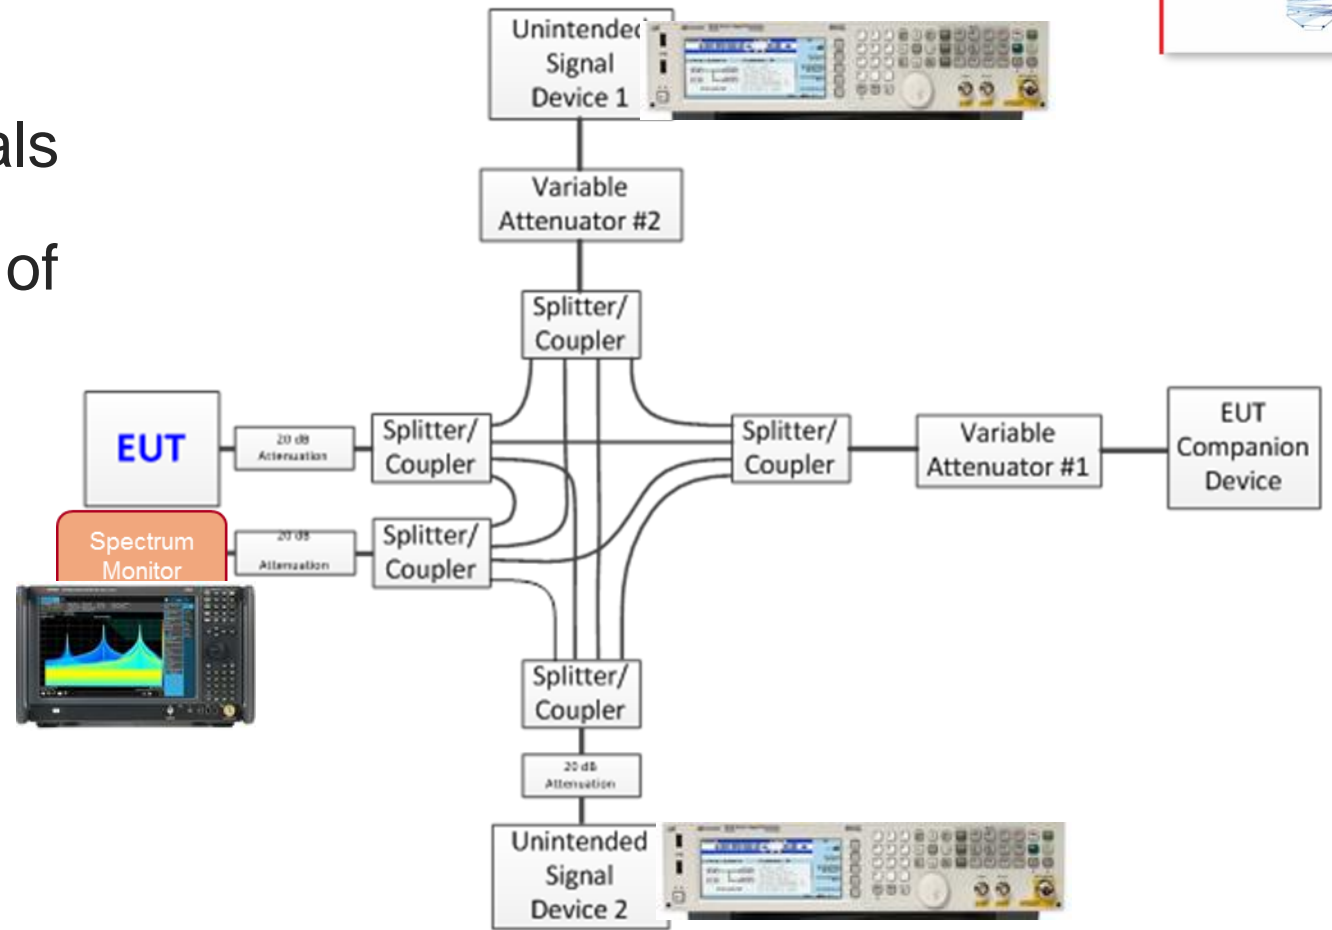 als
of
Unintended
Signal
Device 1
Variable
Attenuator #2
Splitter/
Coupler
EUT
20 dB
Attenuation
Splitter/
Coupler
Splitter/
Coupler
Variable
Attenuator #1
EUT
Companion
Device
Spectrum
Monitor
20 dB
Attenuation
Splitter/
Coupler
Splitter/
Coupler
20 dB
Attenuation
Unintended
Signal
Device 2